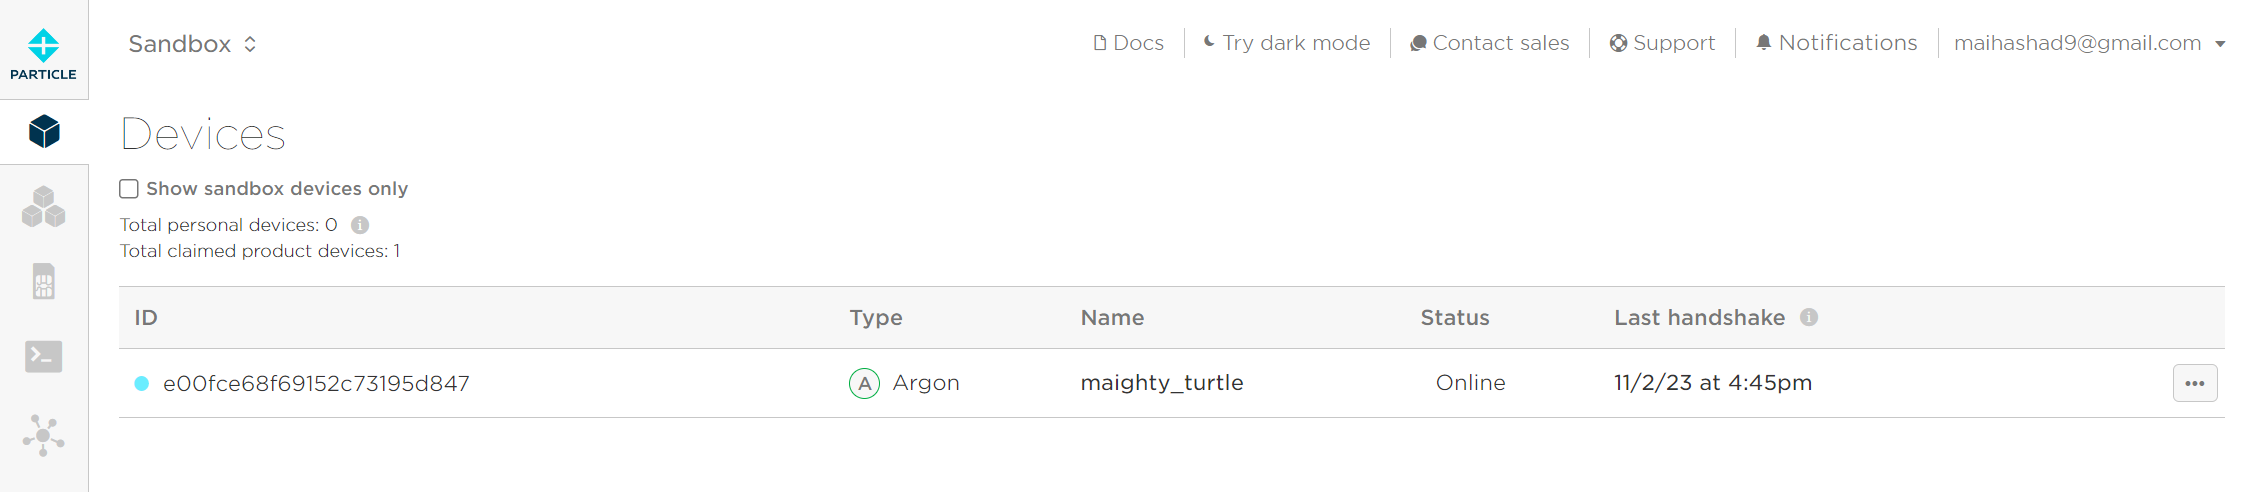 PARTICLE
Sandbox
Docs
Try dark mode
Contact sales
Support
Notifications
maihashad9@gmail.com
Devices
Show sandbox devices only
Total personal devices: 0
Total claimed product devices: 1
ID Type Name Status Last handshake
e00fce68f69152c73195d847 A Argon maighty_turtle Online 11/2/23 at 4:45pm